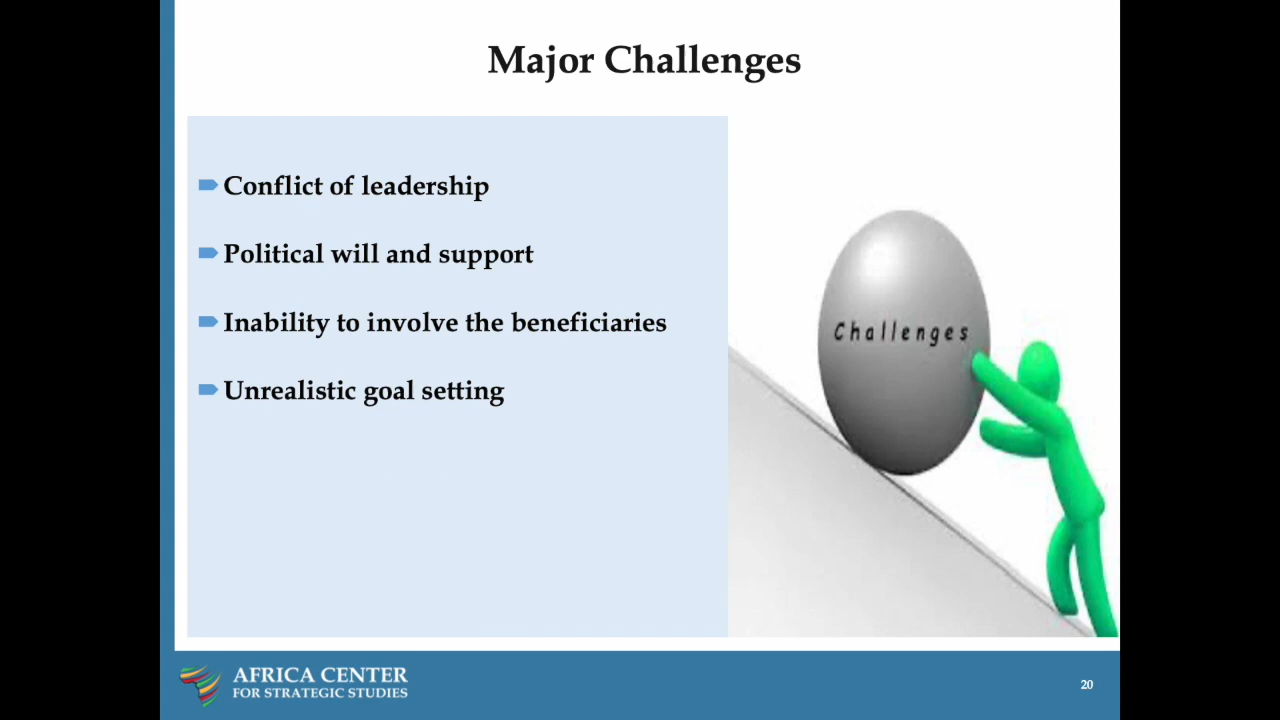 Major Challenges
Conflict of leadership
Political will and support
Inability to involve the beneficiaries
Unrealistic goal setting
Challenges
AFRICA CENTER
FOR STRATEGIC STUDIES
20